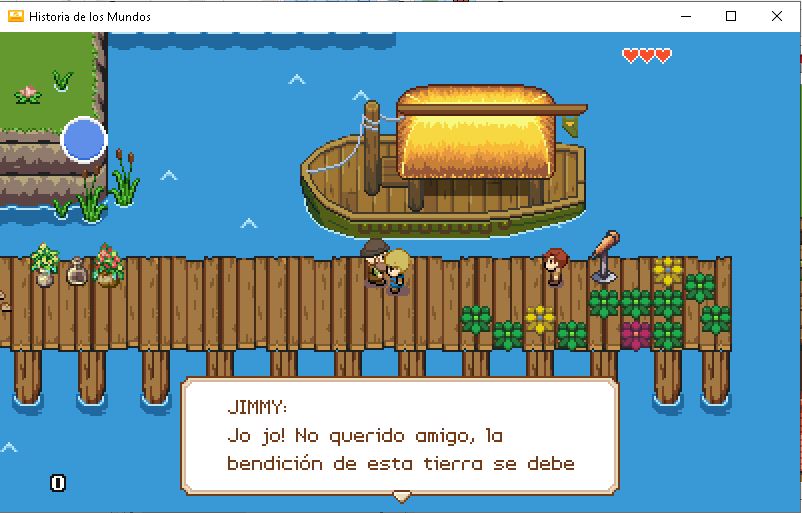 Historia de los Mundos
JIMMY:
Jo jo! No querido amigo, la
bendición de esta tierra se debe
0